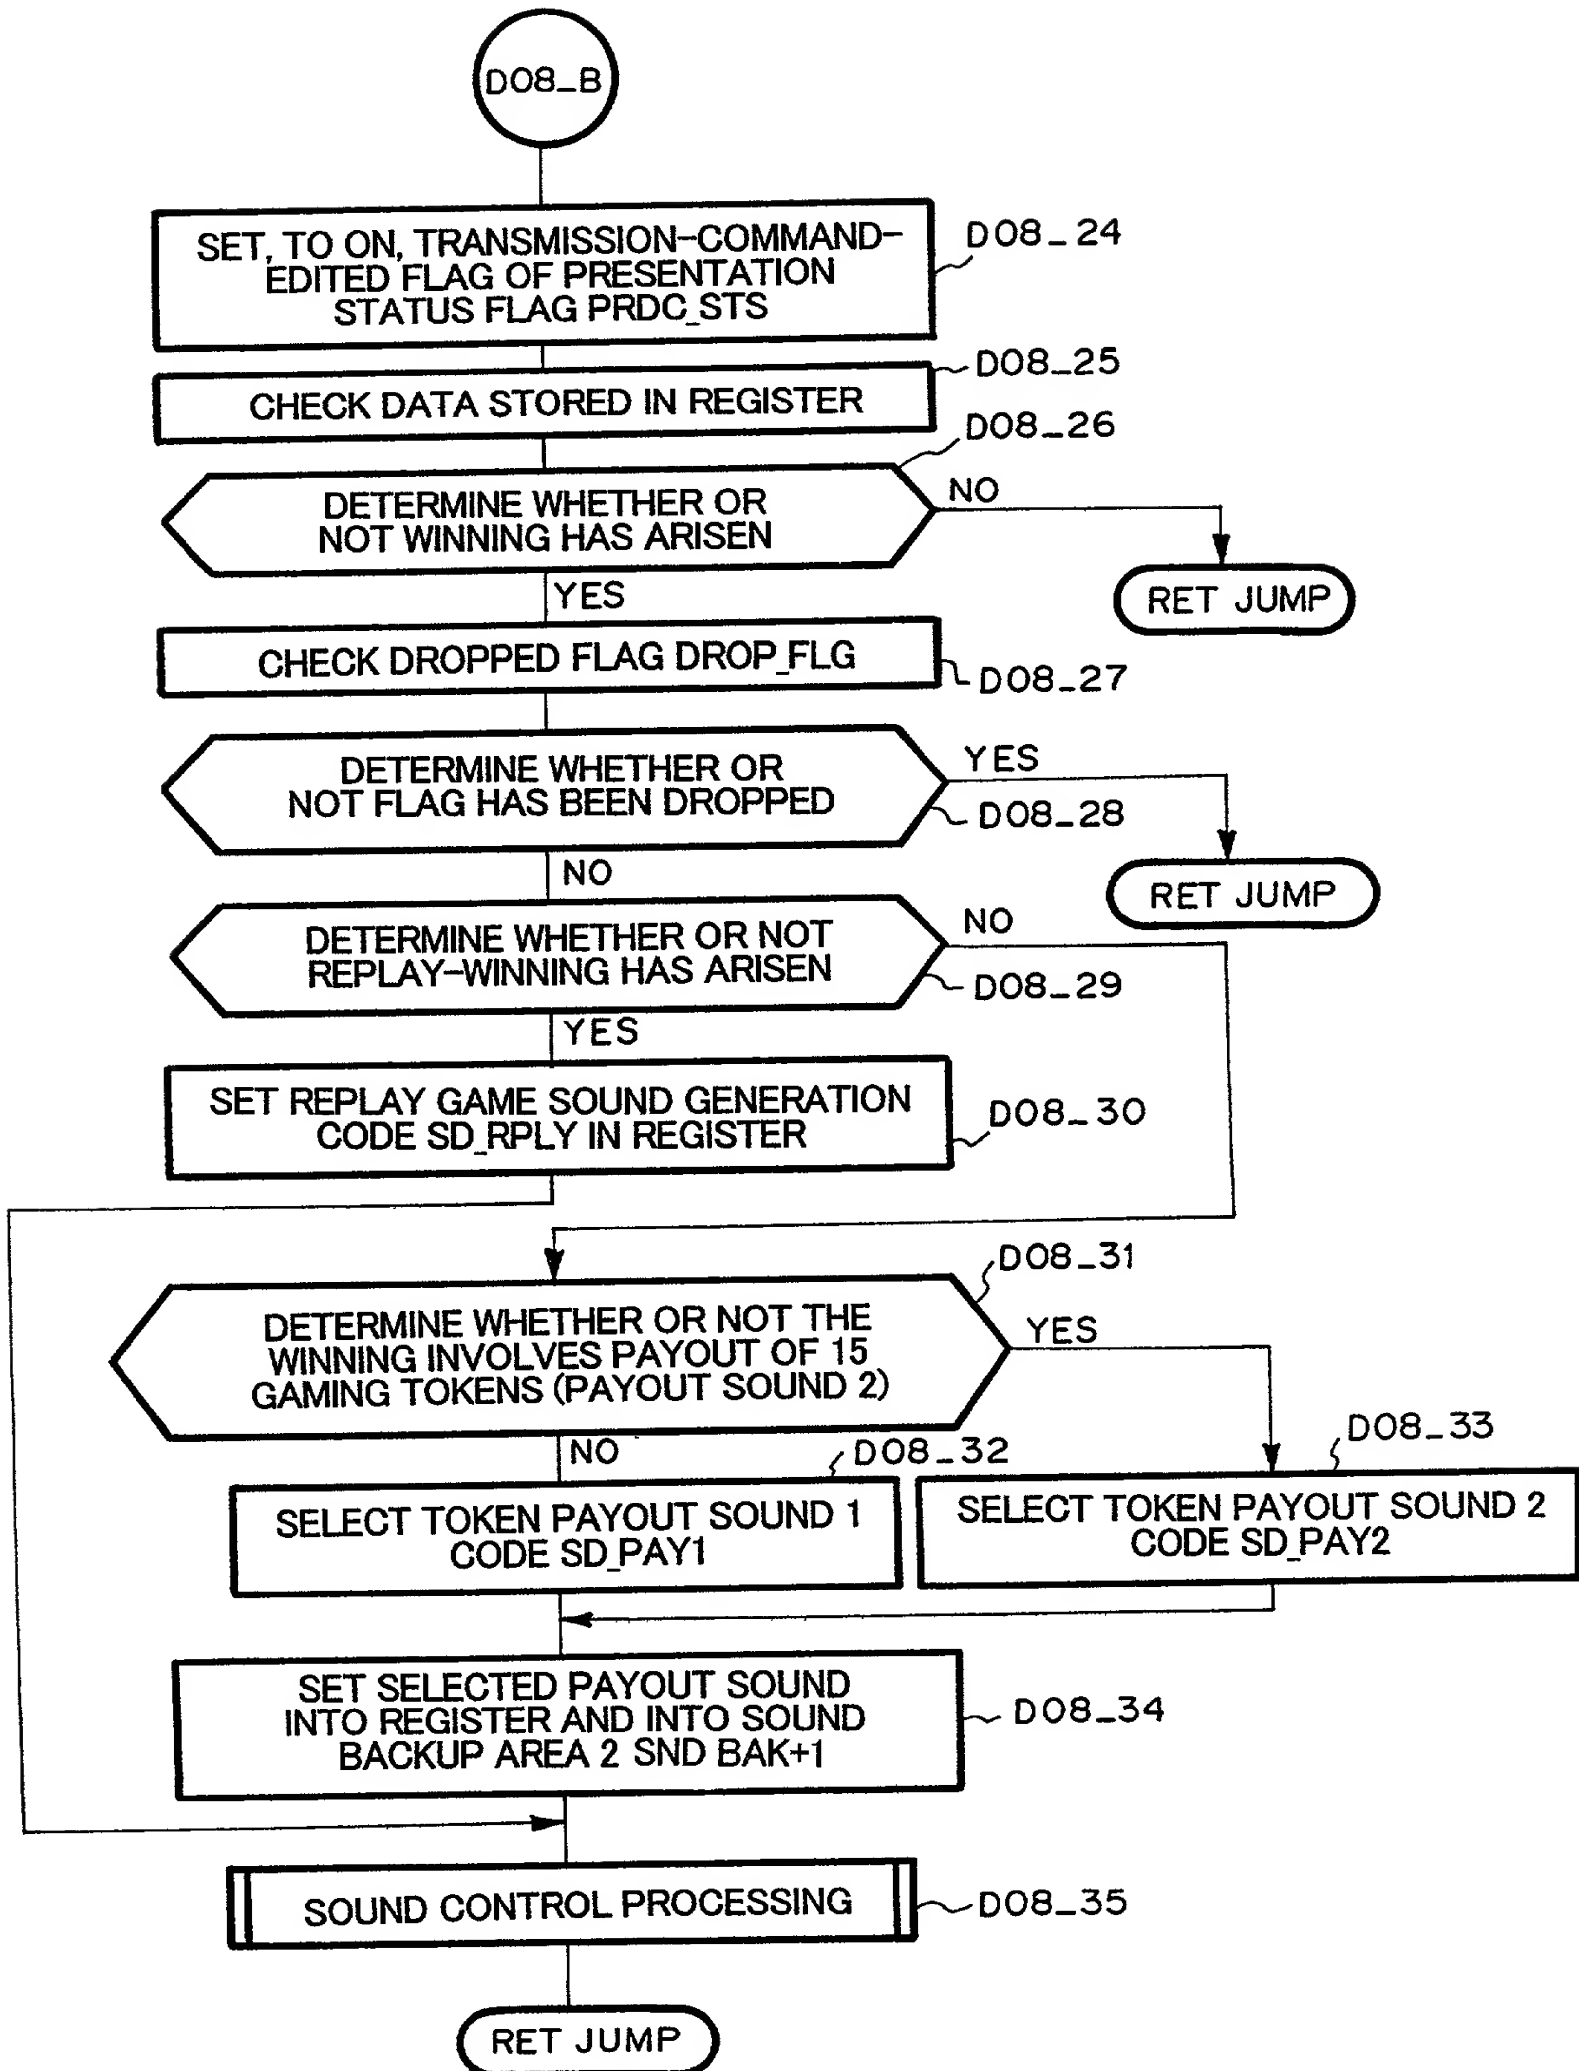 D08_B
SET, TO ON, TRANSMISSION-COMMAND-
EDITED FLAG OF PRESENTATION
STATUS FLAG PRDC_STS
D08_24
CHECK DATA STORED IN REGISTER
D08_25
DETERMINE WHETHER OR
NOT WINNING HAS ARISEN
D08_26
NO
RET JUMP
YES
CHECK DROPPED FLAG DROP_FLG
D08_27
DETERMINE WHETHER OR
NOT FLAG HAS BEEN DROPPED
YES
D08_28
RET JUMP
NO
DETERMINE WHETHER OR NOT
REPLAY-WINNING HAS ARISEN
NO
D08_29
YES
SET REPLAY GAME SOUND GENERATION
CODE SD_RPLY IN REGISTER
D08_30
DETERMINE WHETHER OR NOT THE
WINNING INVOLVES PAYOUT OF 15
GAMING TOKENS (PAYOUT SOUND 2)
D08_31
YES
NO
D08_32
SELECT TOKEN PAYOUT SOUND 1
CODE SD_PAY1
D08_33
SELECT TOKEN PAYOUT SOUND 2
CODE SD_PAY2
SET SELECTED PAYOUT SOUND
INTO REGISTER AND INTO SOUND
BACKUP AREA 2 SND BAK+1
D08_34
SOUND CONTROL PROCESSING
D08_35
RET JUMP